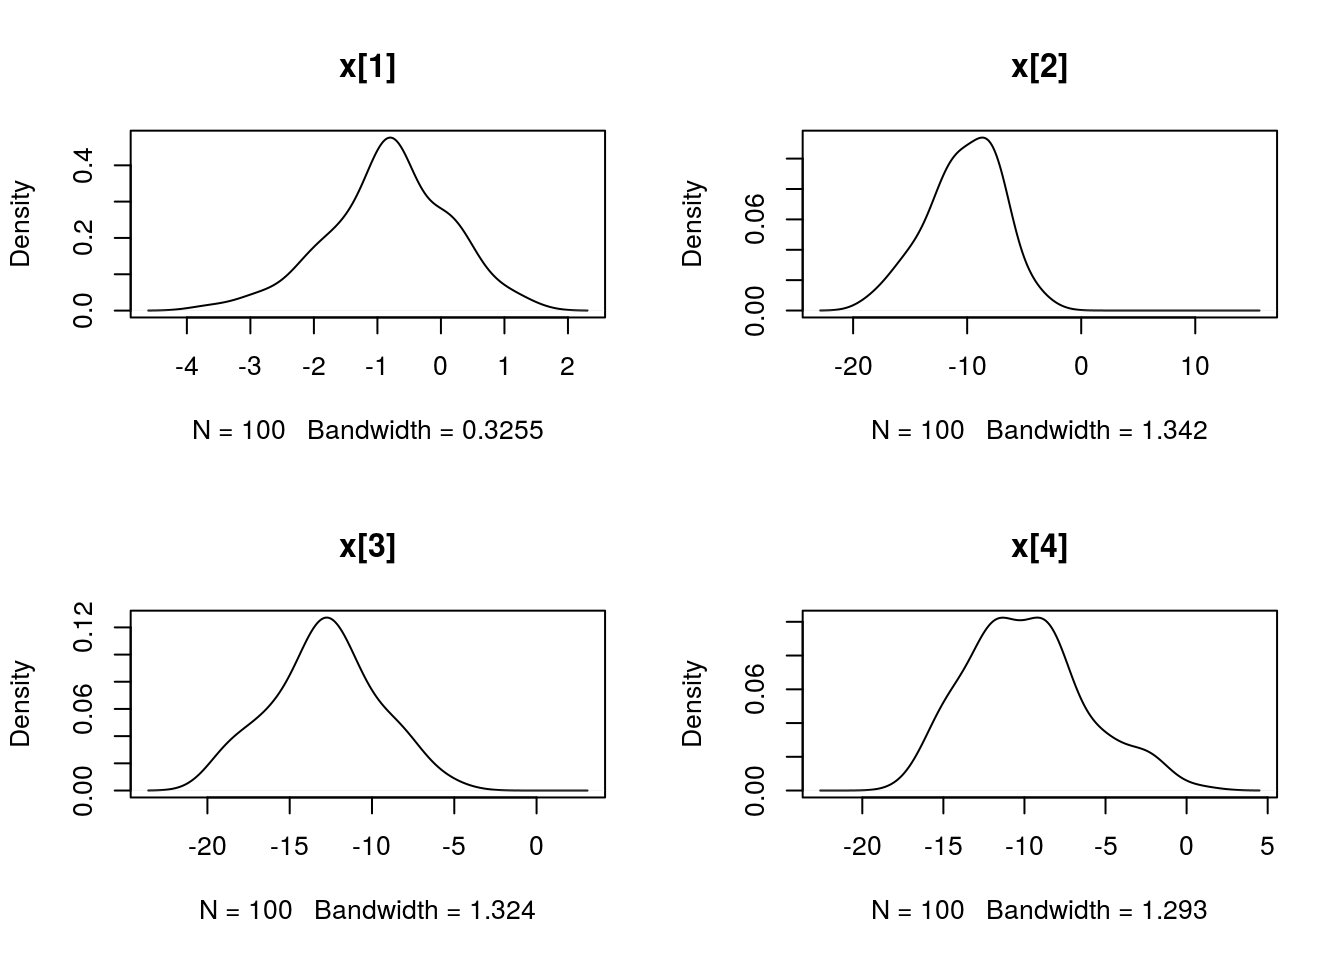 x[1]
Density
0.0 0.2 0.4
-4 -3 -2 -1 0 1 2
N = 100 Bandwidth = 0.3255
x[2]
Density
0.00 0.06
-20 -10 0 10
N = 100 Bandwidth = 1.342
x[3]
Density
0.00 0.06 0.12
-20 -15 -10 -5 0
N = 100 Bandwidth = 1.324
x[4]
Density
0.00 0.06
-20 -15 -10 -5 0 5
N = 100 Bandwidth = 1.293